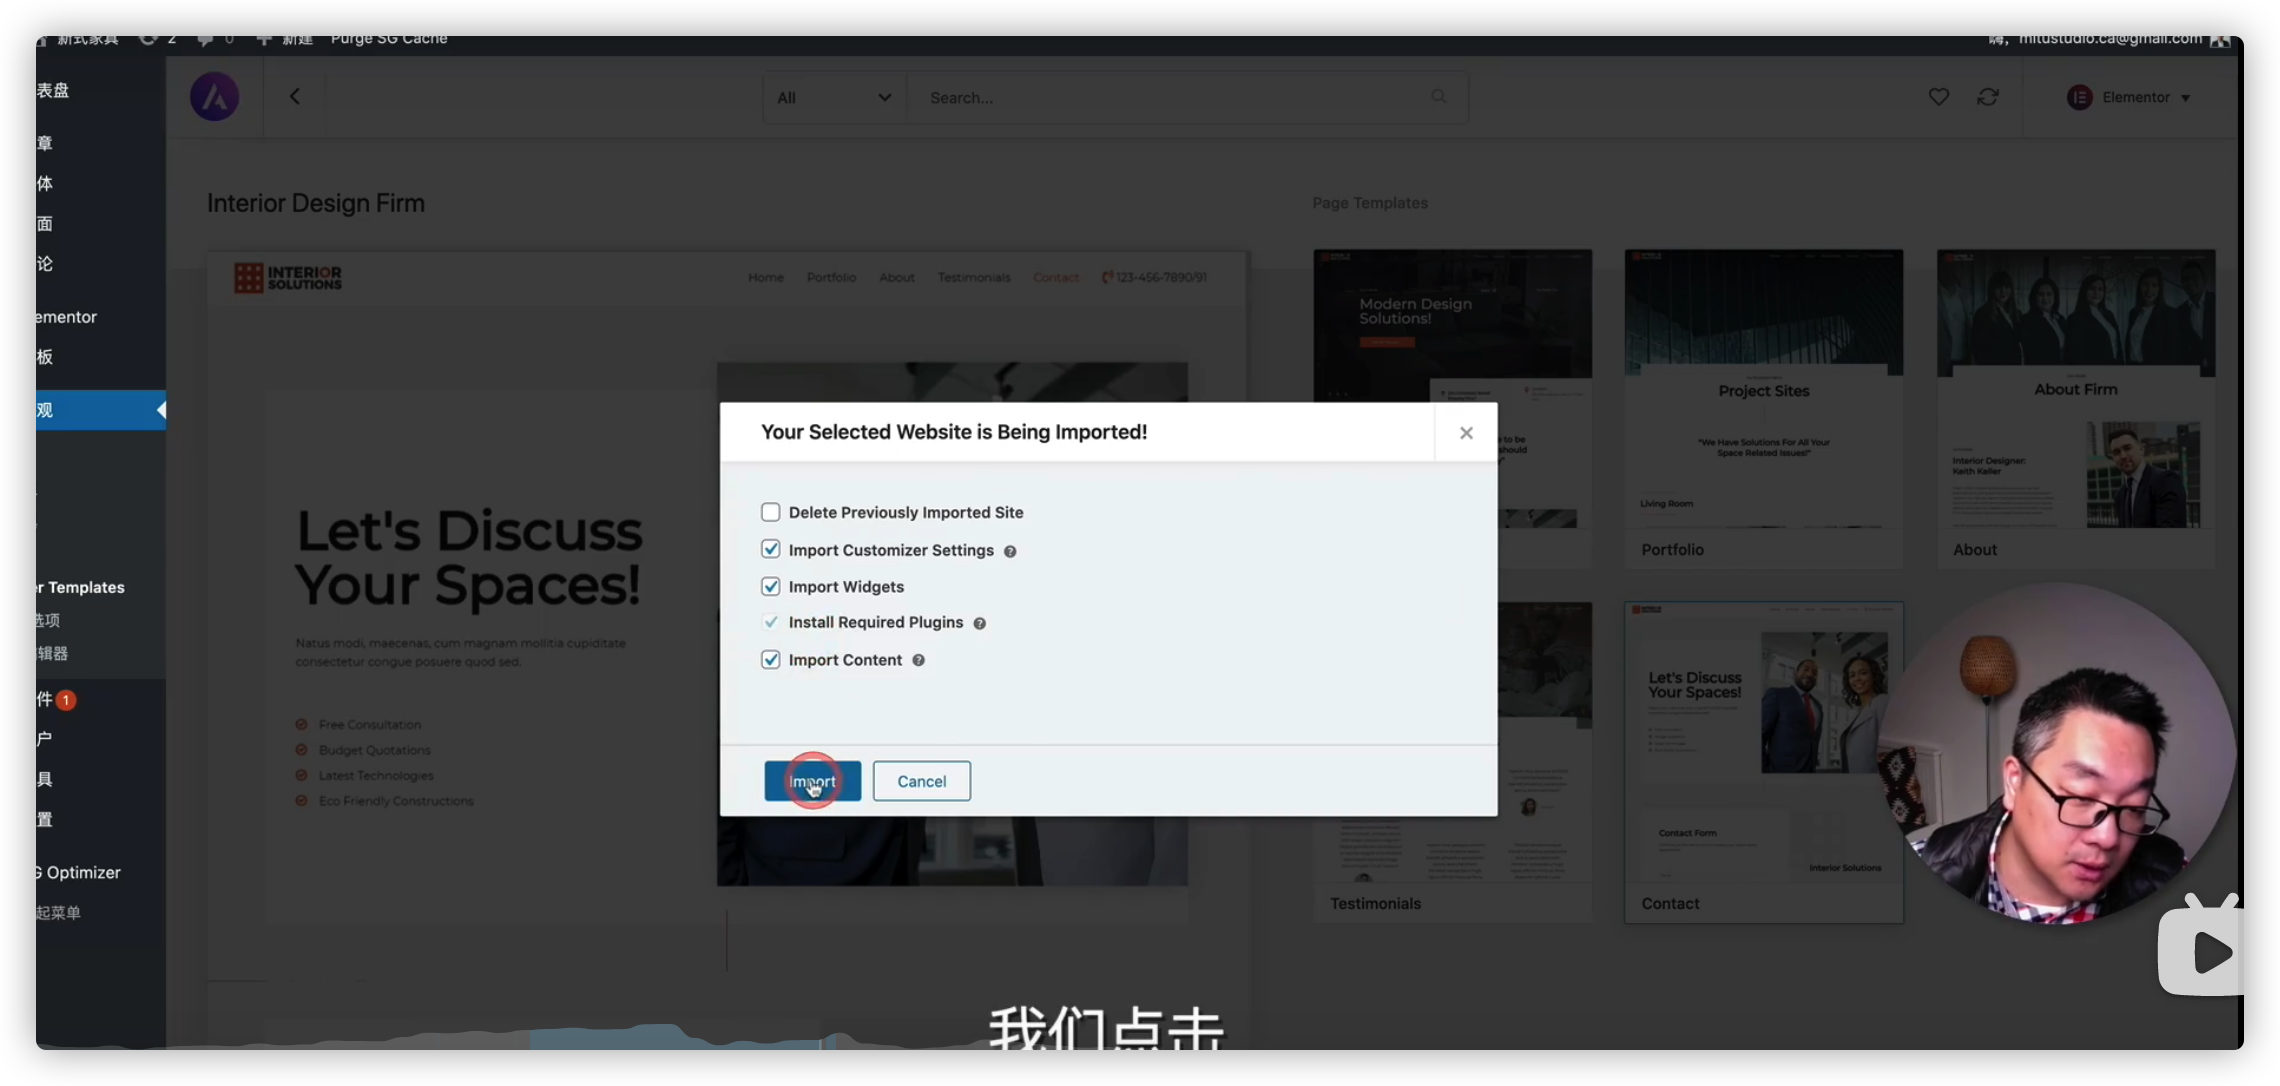 新式家具 2 0 新建 Purge SG Cache
嗨，mitustudio.ca@gmail.com
表盘
章
体
面
论
ementor
板
观
er Templates
选项
辑器
件 1
户
具
置
G Optimizer
起菜单
All
Search...
Elementor
Interior Design Firm
Page Templates
INTERIOR
SOLUTIONS
Home Portfolio About Testimonials Contact 123-456-7890/91
Let's Discuss
Your Spaces!
Natus modi, maecenas, cum magnam mollitia cupiditate
consectetur congue posuere quod sed.
Free Consultation
Budget Quotations
Latest Technologies
Eco Friendly Constructions
Your Selected Website is Being Imported!
Delete Previously Imported Site
Import Customizer Settings
Import Widgets
Install Required Plugins
Import Content
Import
Cancel
Modern Design
Solutions!
to be
should
Project Sites
"We Have Solutions For All Your
Space Related Issues!"
Living Room
Portfolio
About Firm
Interior Designer:
Keith Keller
About
Testimonials
Let's Discuss
Your Spaces!
Contact Form
Interior Solutions
Contact
我们点击